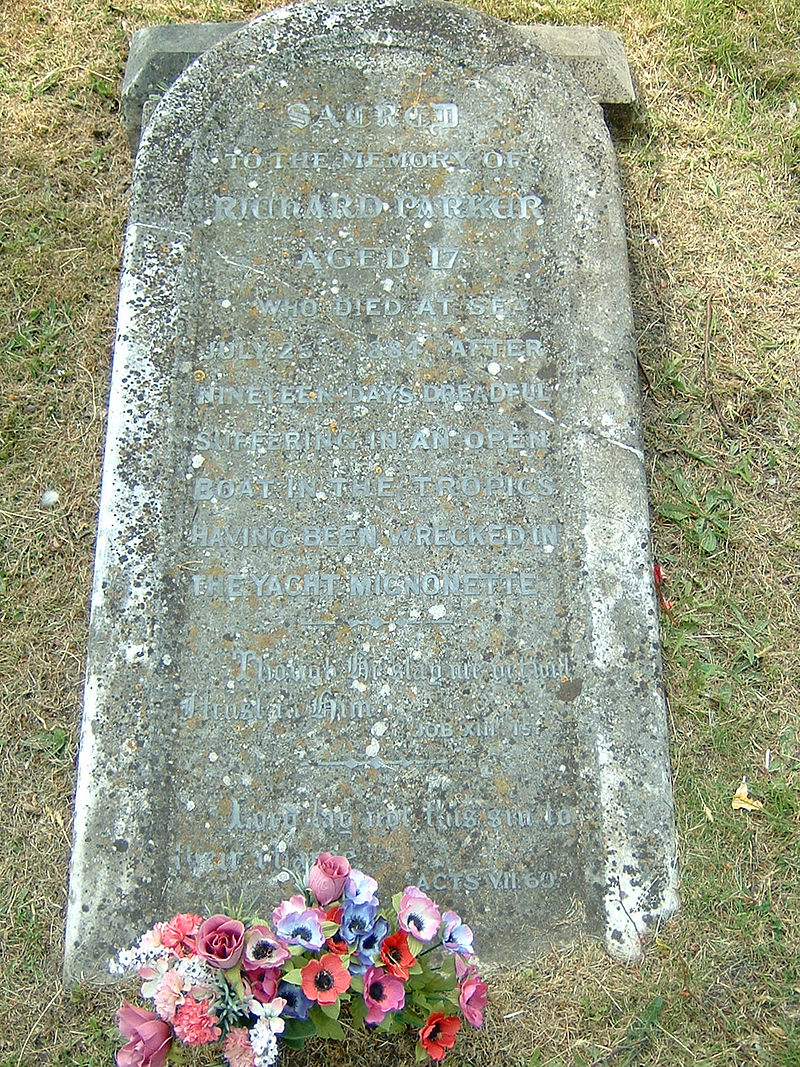 SACRED
TO THE MEMORY OF
RICHARD PARKER
AGED 17
WHO DIED AT SEA
JULY 25TH 1884 AFTER
NINETEEN DAYS DREADFUL
SUFFERING IN AN OPEN
BOAT IN THE TROPICS
HAVING BEEN WRECKED IN
THE YACHT MIGNONETTE
Though He slay me yet will
I trust in Him
JOB XIII 15
Lord lay not this sin to
their charge
ACTS VII. 60.